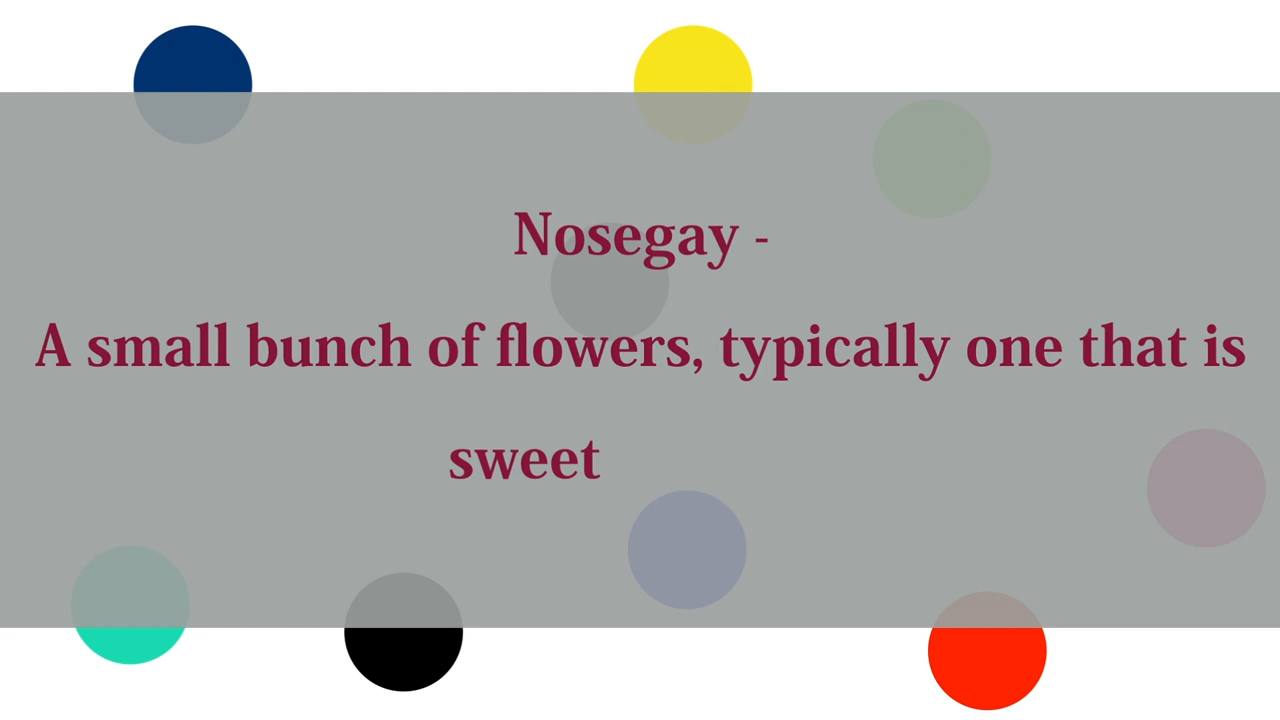 Nosegay -
A small bunch of flowers, typically one that is
sweet